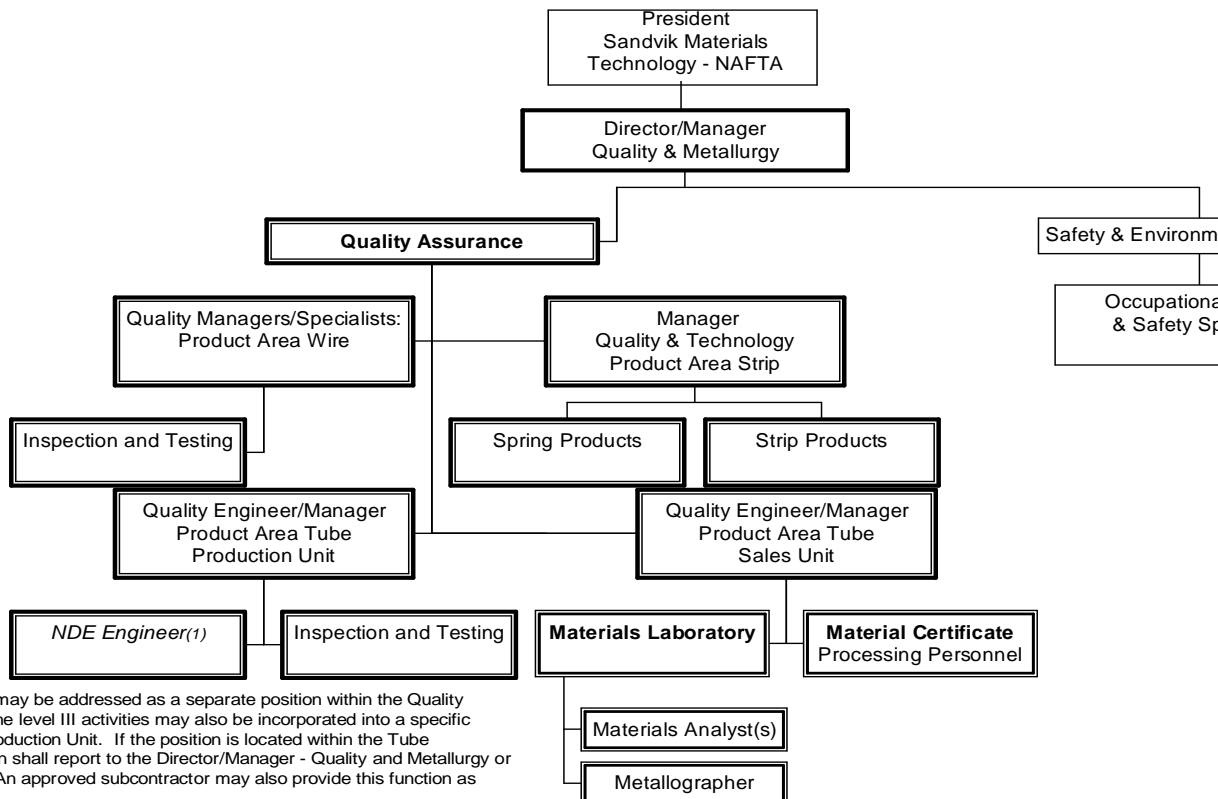 President
Sandvik Materials
Technology - NAFTA
Director/Manager
Quality & Metallurgy
Quality Assurance
Safety & Environm
Quality Managers/Specialists:
Product Area Wire
Manager
Quality & Technology
Product Area Strip
Occupationa
& Safety Sp
Inspection and Testing
Spring Products
Strip Products
Quality Engineer/Manager
Product Area Tube
Production Unit
Quality Engineer/Manager
Product Area Tube
Sales Unit
NDE Engineer(1)
Inspection and Testing
Materials Laboratory
Material Certificate
Processing Personnel
Materials Analyst(s)
Metallographer
may be addressed as a separate position within the Quality
ne level III activities may also be incorporated into a specific
oduction Unit. If the position is located within the Tube
n shall report to the Director/Manager - Quality and Metallurgy or
An approved subcontractor may also provide this function as